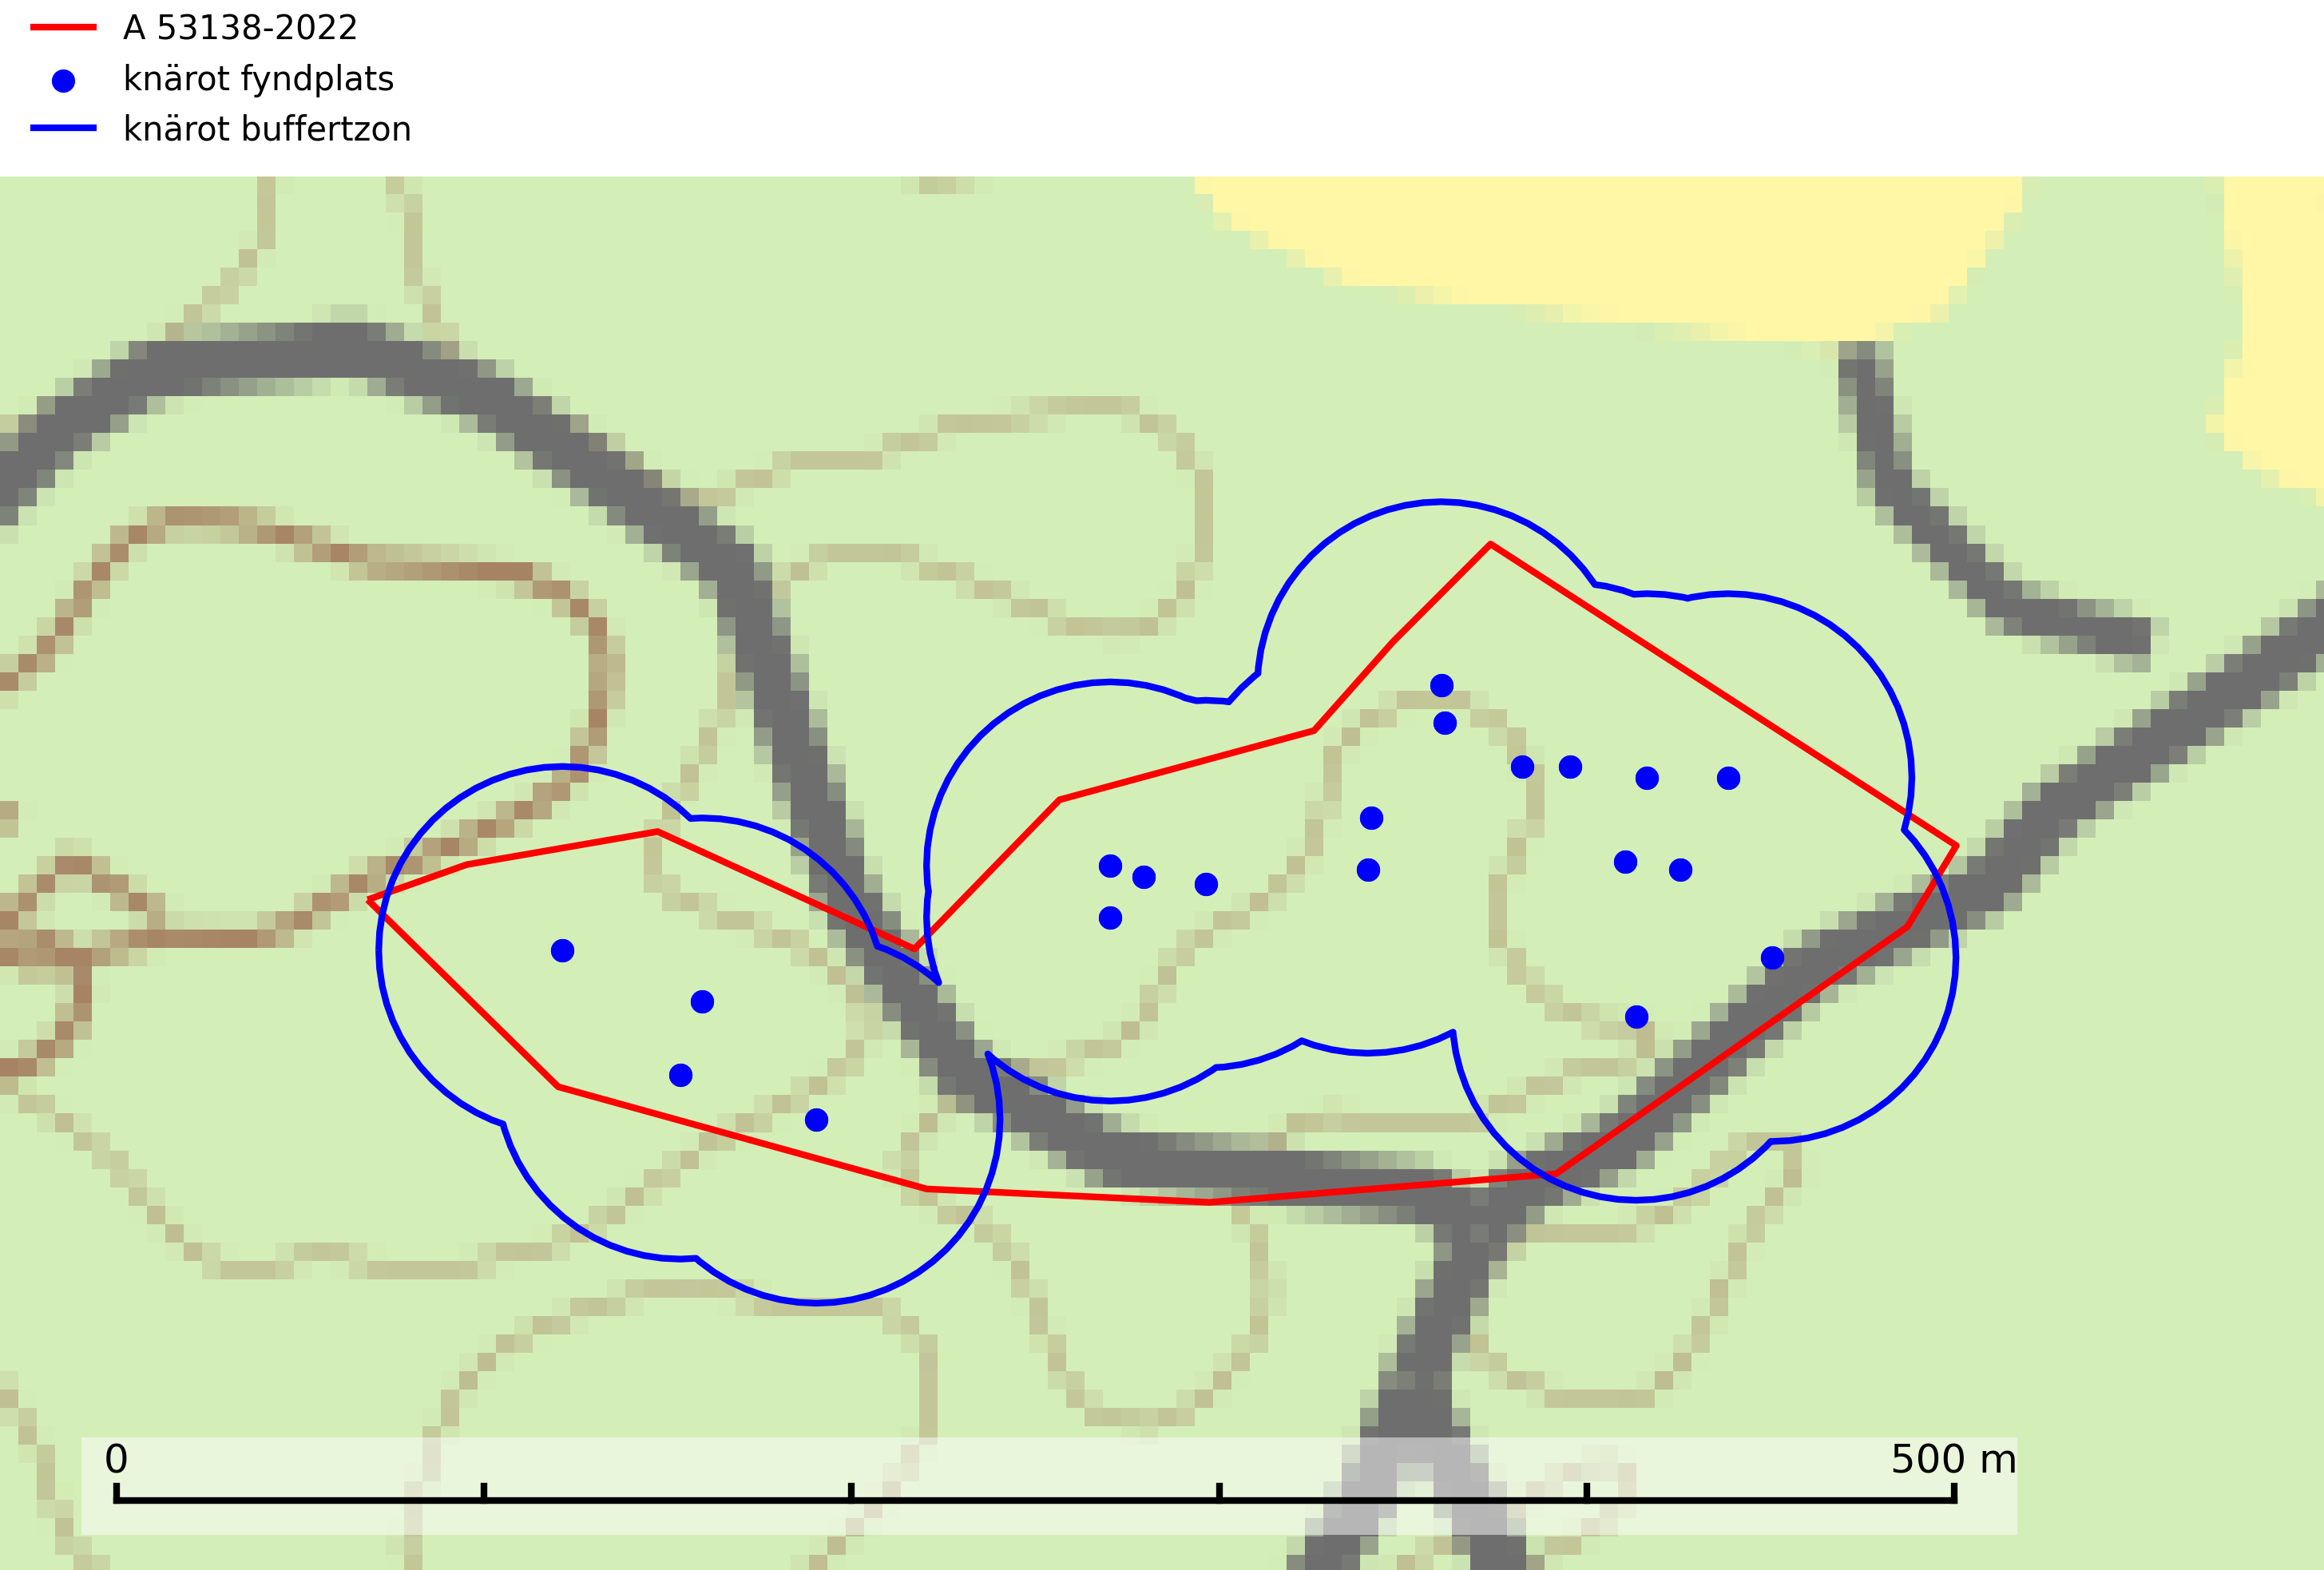 A 53138-2022
knärot fyndplats
knärot buffertzon
0
500 m